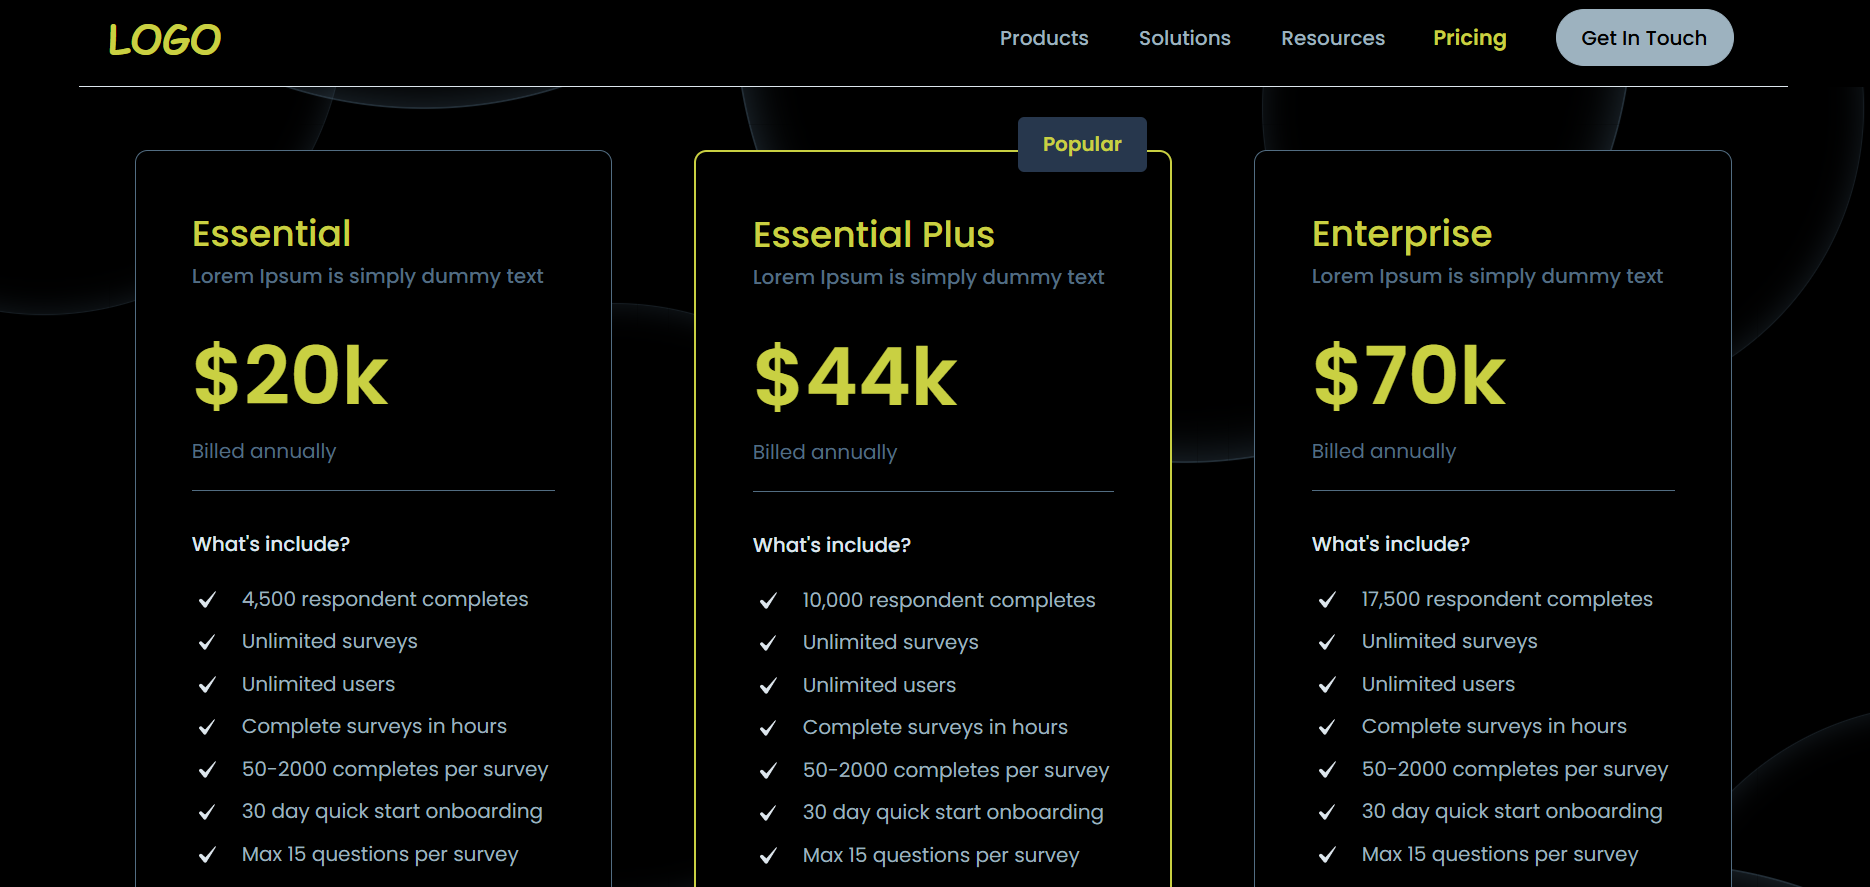 LOGO
Products
Solutions
Resources
Pricing
Get In Touch
Essential
Lorem Ipsum is simply dummy text
$20k
Billed annually
What's include?
4,500 respondent completes
Unlimited surveys
Unlimited users
Complete surveys in hours
50-2000 completes per survey
30 day quick start onboarding
Max 15 questions per survey
Popular
Essential Plus
Lorem Ipsum is simply dummy text
$44k
Billed annually
What's include?
10,000 respondent completes
Unlimited surveys
Unlimited users
Complete surveys in hours
50-2000 completes per survey
30 day quick start onboarding
Max 15 questions per survey
Enterprise
Lorem Ipsum is simply dummy text
$70k
Billed annually
What's include?
17,500 respondent completes
Unlimited surveys
Unlimited users
Complete surveys in hours
50-2000 completes per survey
30 day quick start onboarding
Max 15 questions per survey